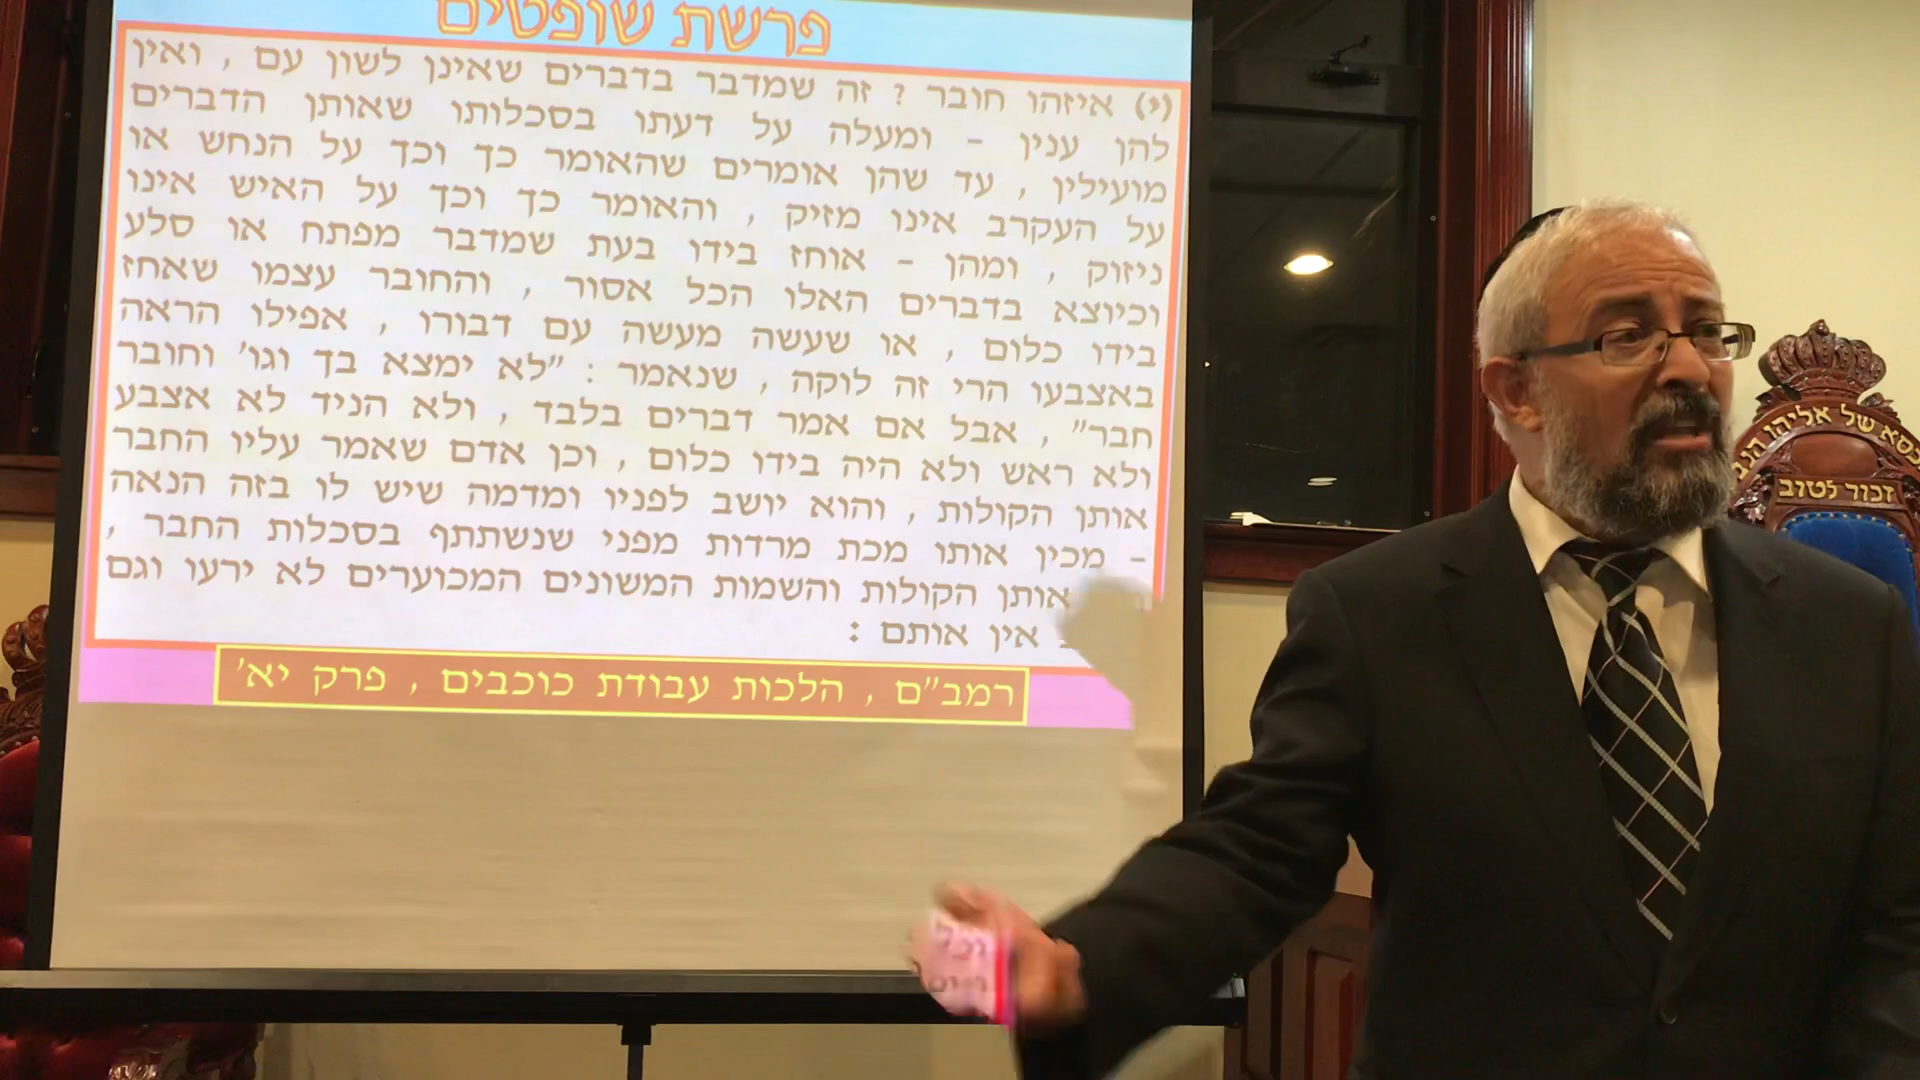 פרשת שופטים
(י) איזהו חובר ? זה שמדבר בדברים שאינן לשון עם , ואין
להן ענין – ומעלה על דעתו בסכלותו שאותן הדברים
מועילין , עד שהן אומרים שהאומר כך וכך על הנחש או
על העקרב אינו מזיק , והאומר כך וכך על האיש אינו
ניזוק , ומהן – אוחז בידו בעת שמדבר מפתח או סלע
וכיוצא בדברים האלו הכל אסור , והחובר עצמו שאחז
בידו כלום , או שעשה מעשה עם דבורו , אפילו הראה
באצבעו הרי זה לוקה , שנאמר : "לא ימצא בך וגו' וחובר
חבר" , אבל אם אמר דברים בלבד , ולא הניד לא אצבע
ולא ראש ולא היה בידו כלום , וכן אדם שאמר עליו החבר
אותן הקולות , והוא יושב לפניו ומדמה שיש לו בזה הנאה
– מכין אותו מכת מרדות מפני שנשתתף בסכלות החבר ,
אותן הקולות והשמות המשונים המכוערים לא ירעו וגם
אין אותם :
רמב"ם , הלכות עבודת כוכבים , פרק יא'
כסא של אליהו
זכור לטוב
וכל